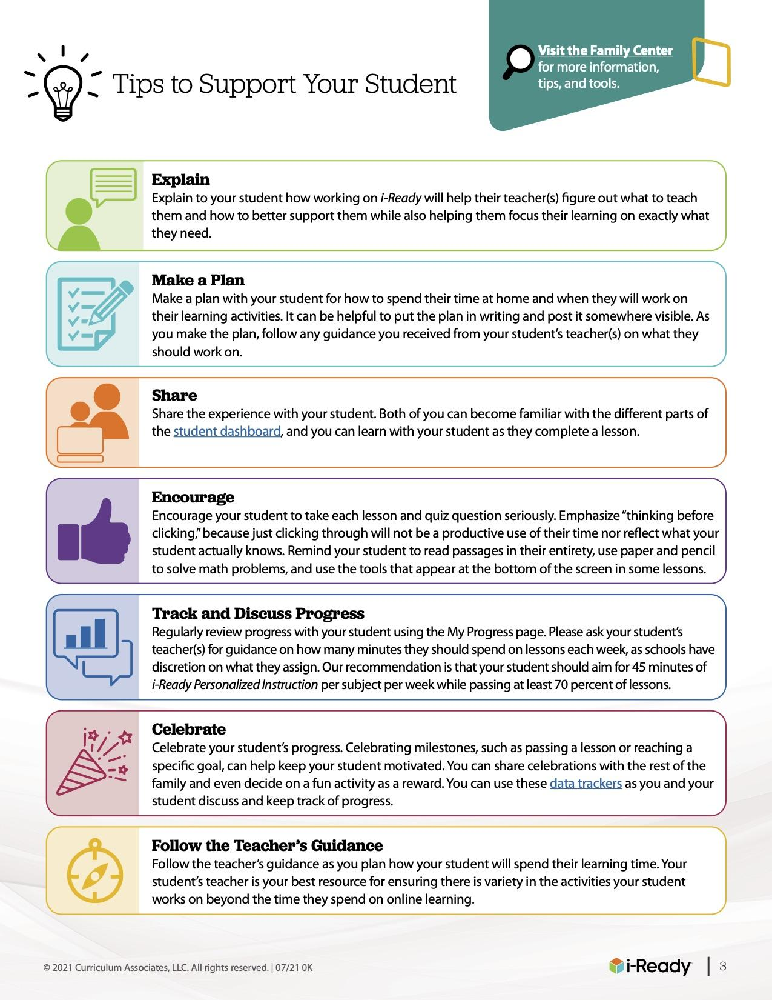 Visit the Family Center
for more information,
tips, and tools.
Tips to Support Your Student
Explain
Explain to your student how working on i-Ready will help their teacher(s) figure out what to teach
them and how to better support them while also helping them focus their learning on exactly what
they need.
Make a Plan
Make a plan with your student for how to spend their time at home and when they will work on
their learning activities. It can be helpful to put the plan in writing and post it somewhere visible. As
you make the plan, follow any guidance you received from your student’s teacher(s) on what they
should work on.
Share
Share the experience with your student. Both of you can become familiar with the different parts of
the student dashboard, and you can learn with your student as they complete a lesson.
Encourage
Encourage your student to take each lesson and quiz question seriously. Emphasize “thinking before
clicking,” because just clicking through will not be a productive use of their time nor reflect what your
student actually knows. Remind your student to read passages in their entirety, use paper and pencil
to solve math problems, and use the tools that appear at the bottom of the screen in some lessons.
Track and Discuss Progress
Regularly review progress with your student using the My Progress page. Please ask your student’s
teacher(s) for guidance on how many minutes they should spend on lessons each week, as schools have
discretion on what they assign. Our recommendation is that your student should aim for 45 minutes of
i-Ready Personalized Instruction per subject per week while passing at least 70 percent of lessons.
Celebrate
Celebrate your student’s progress. Celebrating milestones, such as passing a lesson or reaching a
specific goal, can help keep your student motivated. You can share celebrations with the rest of the
family and even decide on a fun activity as a reward. You can use these data trackers as you and your
student discuss and keep track of progress.
Follow the Teacher’s Guidance
Follow the teacher’s guidance as you plan how your student will spend their learning time. Your
student’s teacher is your best resource for ensuring there is variety in the activities your student
works on beyond the time they spend on online learning.
© 2021 Curriculum Associates, LLC. All rights reserved. | 07/21 0K
i-Ready | 3